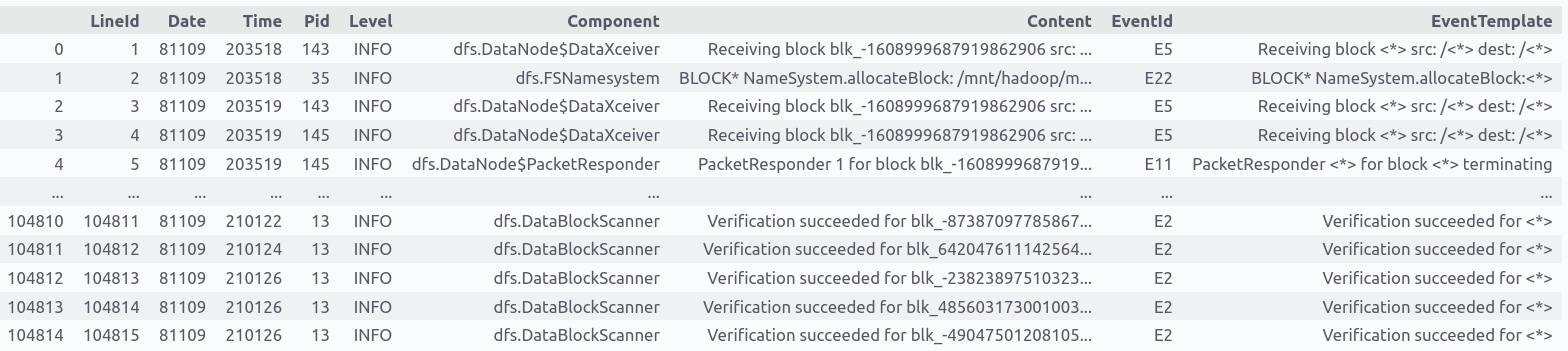 LineId Date Time Pid Level Component Content EventId EventTemplate
0 1 81109 203518 143 INFO dfs.DataNode$DataXceiver Receiving block blk_-1608999687919862906 src: ... E5 Receiving block <*> src: /<*> dest: /<*>
1 2 81109 203518 35 INFO dfs.FSNamesystem BLOCK* NameSystem.allocateBlock: /mnt/hadoop/m... E22 BLOCK* NameSystem.allocateBlock:<*>
2 3 81109 203519 143 INFO dfs.DataNode$DataXceiver Receiving block blk_-1608999687919862906 src: ... E5 Receiving block <*> src: /<*> dest: /<*>
3 4 81109 203519 145 INFO dfs.DataNode$DataXceiver Receiving block blk_-1608999687919862906 src: ... E5 Receiving block <*> src: /<*> dest: /<*>
4 5 81109 203519 145 INFO dfs.DataNode$PacketResponder PacketResponder 1 for block blk_-1608999687919... E11 PacketResponder <*> for block <*> terminating
... ... ... ... ... ... ... ... ... ...
104810 104811 81109 210122 13 INFO dfs.DataBlockScanner Verification succeeded for blk_-87387097785867... E2 Verification succeeded for <*>
104811 104812 81109 210124 13 INFO dfs.DataBlockScanner Verification succeeded for blk_642047611142564... E2 Verification succeeded for <*>
104812 104813 81109 210126 13 INFO dfs.DataBlockScanner Verification succeeded for blk_-23823897510323... E2 Verification succeeded for <*>
104813 104814 81109 210126 13 INFO dfs.DataBlockScanner Verification succeeded for blk_485603173001003... E2 Verification succeeded for <*>
104814 104815 81109 210126 13 INFO dfs.DataBlockScanner Verification succeeded for blk_-49047501208105... E2 Verification succeeded for <*>